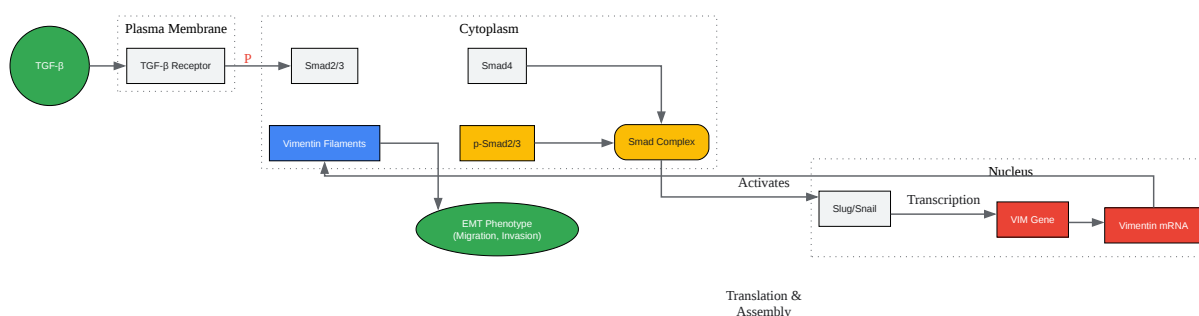 Plasma Membrane
Cytoplasm
TGF-β
TGF-β Receptor
P
Smad2/3
Smad4
Vimentin Filaments
p-Smad2/3
Smad Complex
Nucleus
Activates
Slug/Snail
Transcription
VIM Gene
Vimentin mRNA
EMT Phenotype
(Migration, Invasion)
Translation &
Assembly